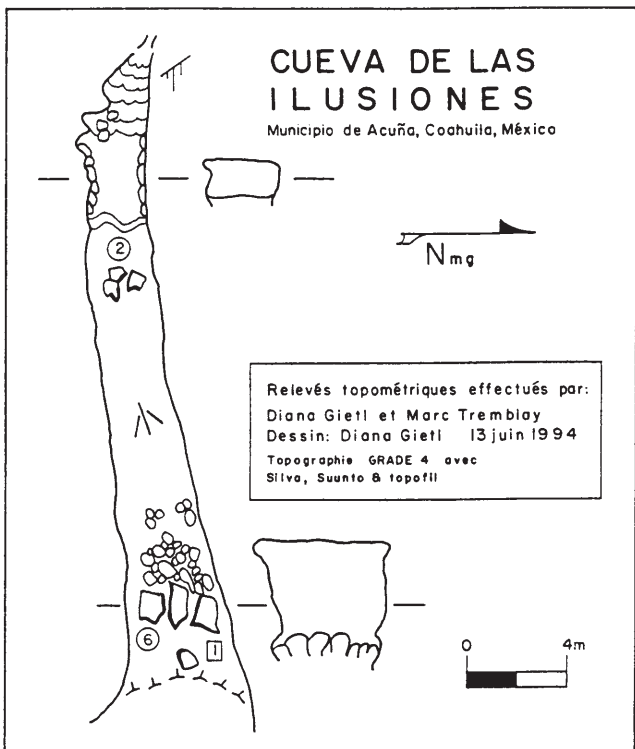 CUEVA DE LAS
ILUSIONES
Municipio de Acuña, Coahuila, México
2
Nmg
Relevés topométriques effectués par:
Diana Gietl et Marc Tremblay
Dessin: Diana Gietl 13 juin 1994
Topographie GRADE 4 avec
Silva, Suunto & topofil
6
1
0 4m